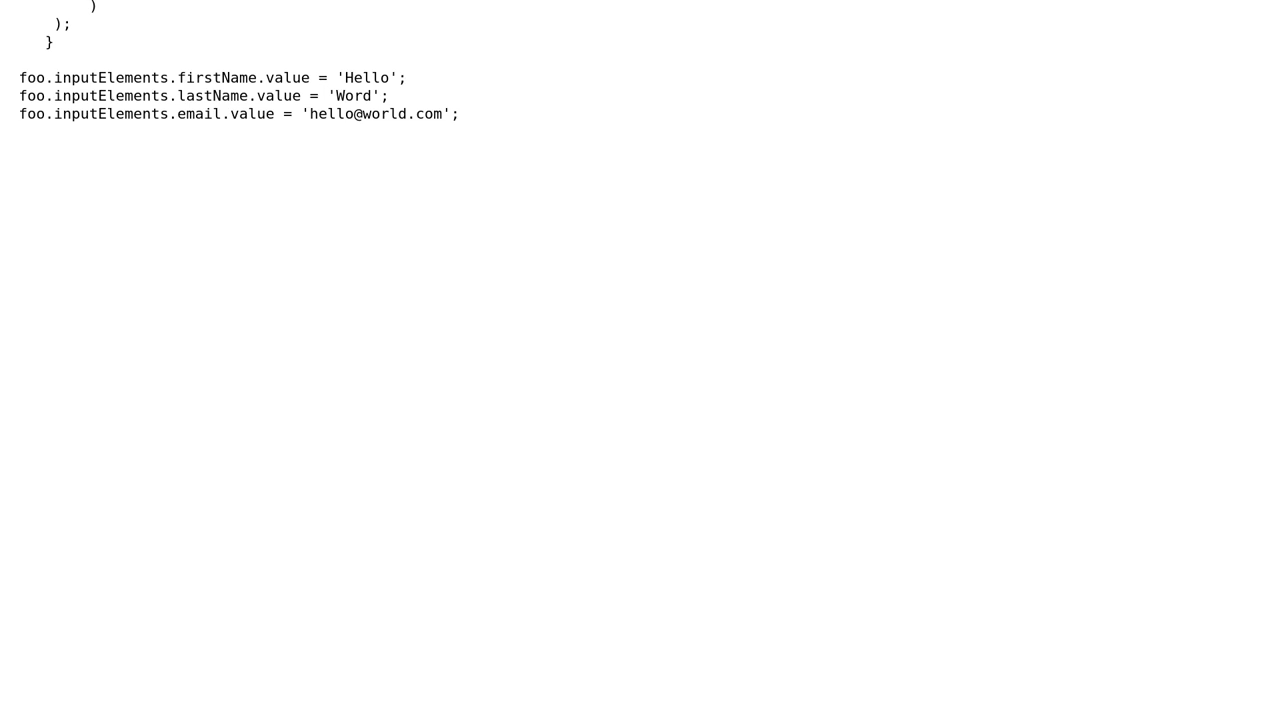 )
);
}
foo.inputElements.firstName.value = 'Hello';
foo.inputElements.lastName.value = 'Word';
foo.inputElements.email.value = 'hello@world.com';